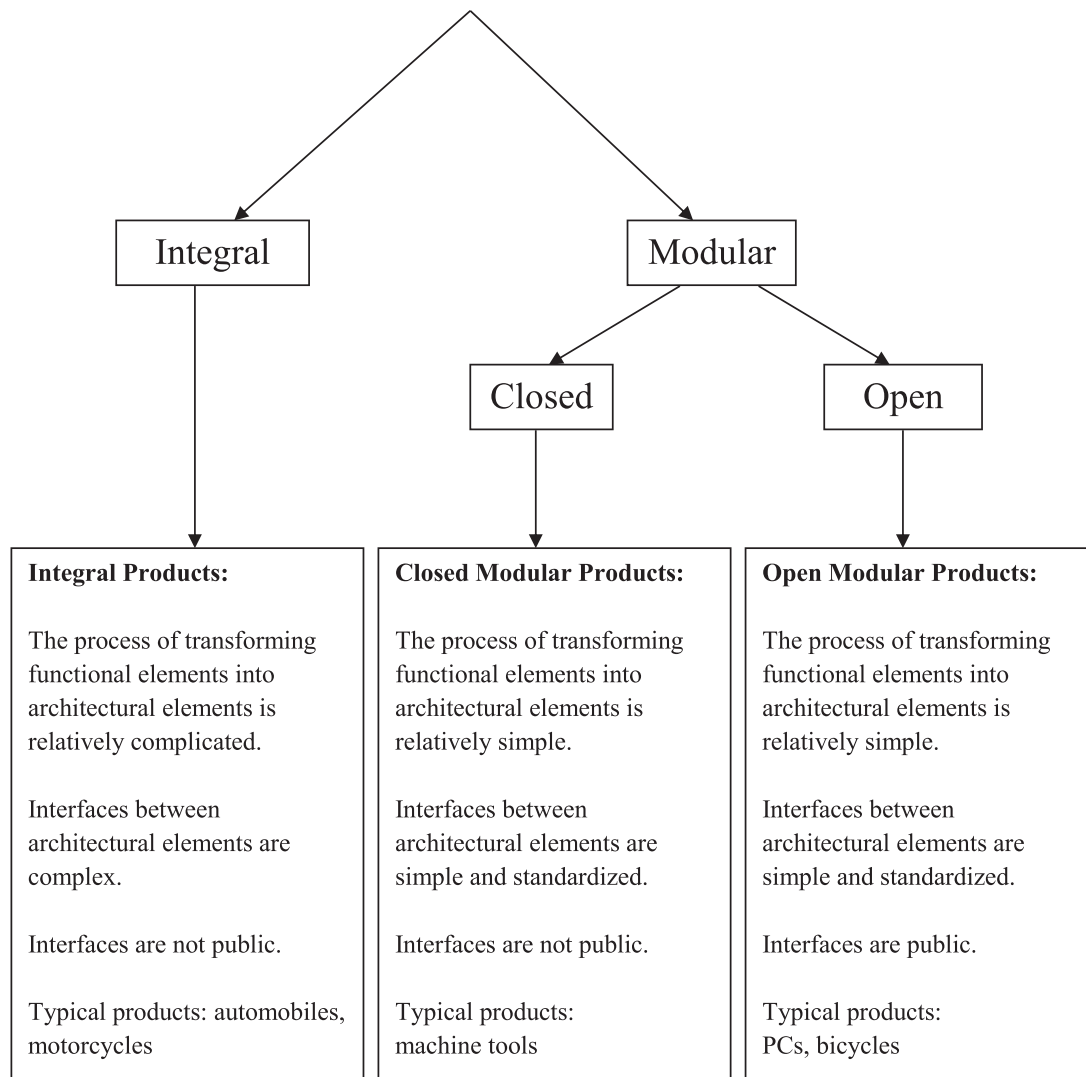 Integral
Modular
Closed
Open
Integral Products:
The process of transforming
functional elements into
architectural elements is
relatively complicated.
Interfaces between
architectural elements are
complex.
Interfaces are not public.
Typical products: automobiles,
motorcycles
Closed Modular Products:
The process of transforming
functional elements into
architectural elements is
relatively simple.
Interfaces between
architectural elements are
simple and standardized.
Interfaces are not public.
Typical products:
machine tools
Open Modular Products:
The process of transforming
functional elements into
architectural elements is
relatively simple.
Interfaces between
architectural elements are
simple and standardized.
Interfaces are public.
Typical products:
PCs, bicycles